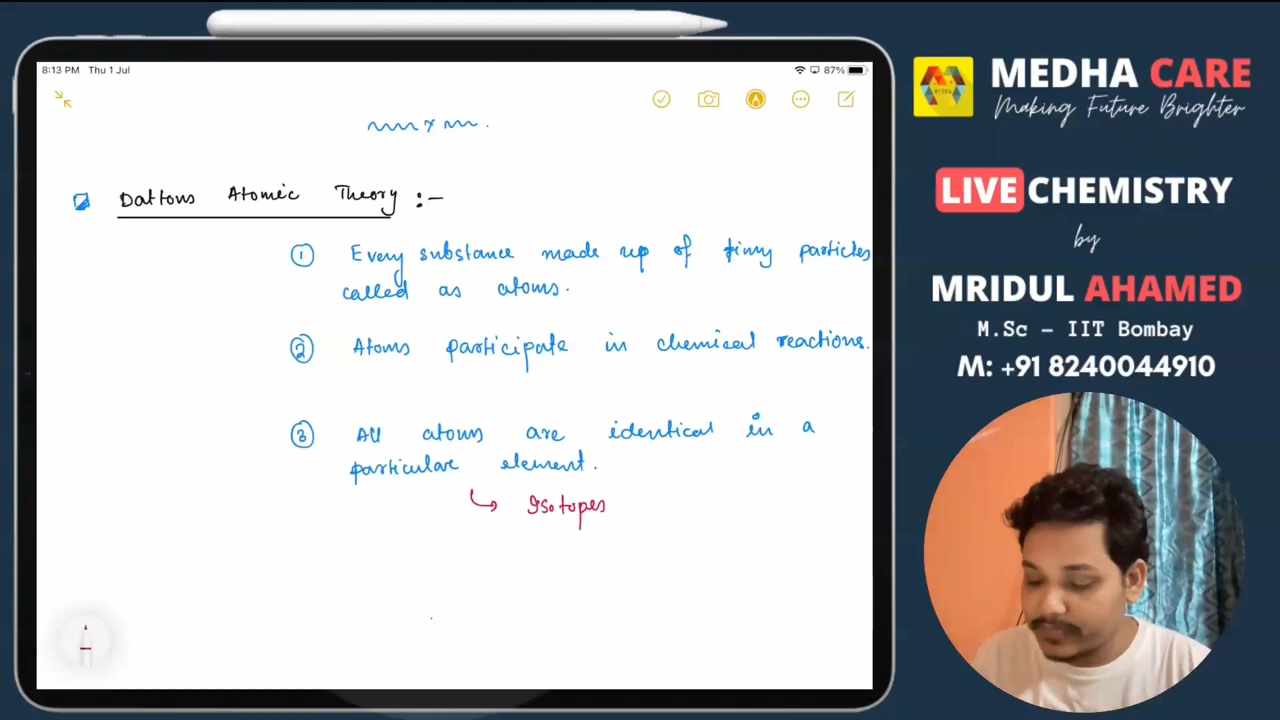 8:13 PM Thu 1 Jul
87%
Daltons Atomic Theory :-
① Every substance made up of tiny particles
called as atoms.
② Atoms participate in chemical reactions.
③ All atoms are identical in a
particular element.
↳ Isotopes
MEDHA CARE
Making Future Brighter
LIVE CHEMISTRY
by
MRIDUL AHAMED
M.Sc – IIT Bombay
M: +91 8240044910